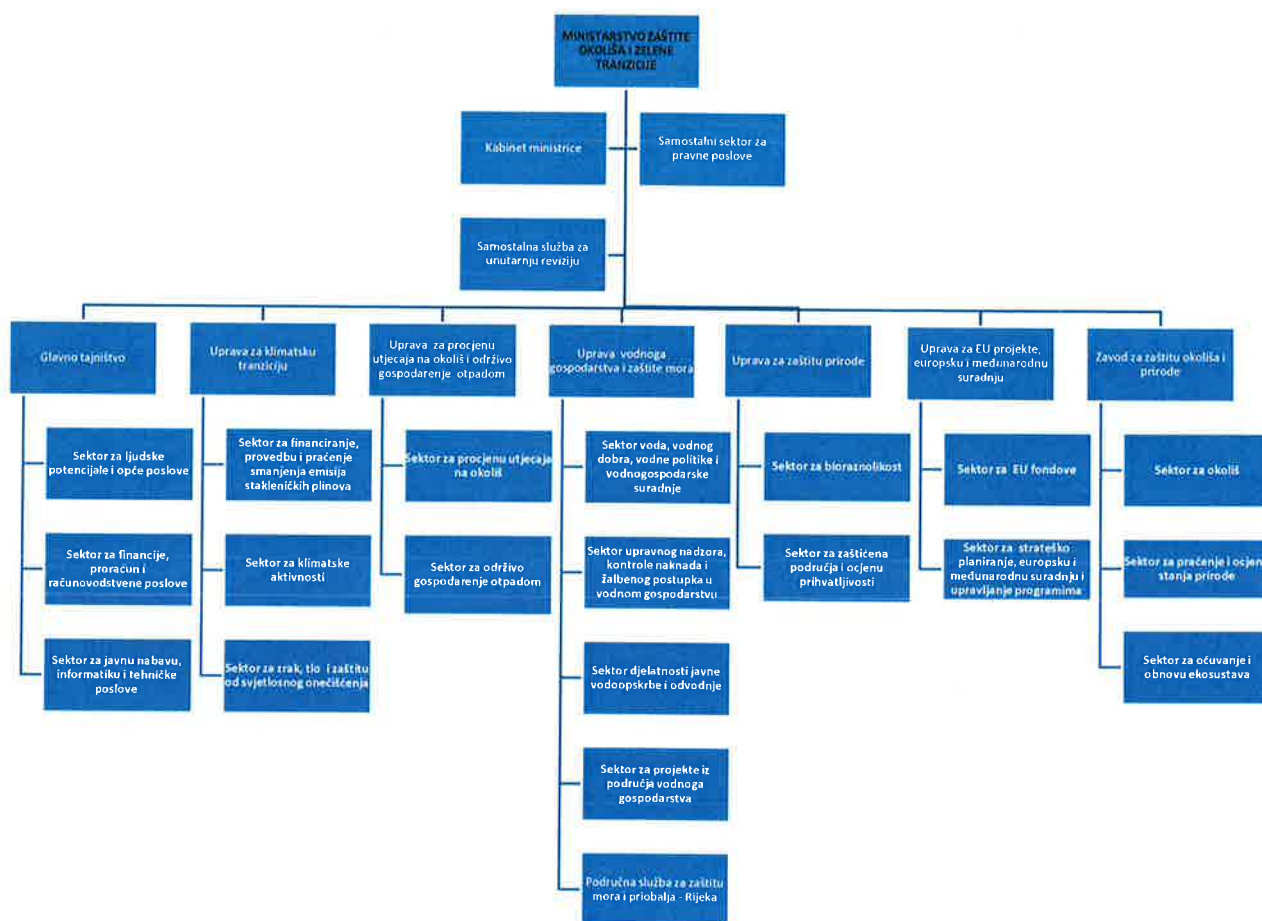 MINISTARSTVO ZAŠTITE
OKOLIŠA I ZELENE
TRANZICIJE
Kabinet ministrice
Samostalni sektor za
pravne poslove
Samostalna služba za
unutarnju reviziju
Glavno tajništvo
Uprava za klimatsku
tranziciju
Uprava za procjenu
utjecaja na okoliš i održivo
gospodarenje otpadom
Uprava vodnoga
gospodarstva i zaštite mora
Uprava za zaštitu prirode
Uprava za EU projekte,
europsku i međunarodnu
suradnju
Zavod za zaštitu okoliša i
prirode
Sektor za ljudske
potencijale i opće poslove
Sektor za financiranje,
provedbu i praćenje
smanjenja emisija
stakleničkih plinova
Sektor za procjenu utjecaja
na okoliš
Sektor voda, vodnog
dobra, vodne politike i
vodnogospodarske
suradnje
Sektor za bioraznolikost
Sektor za EU fondove
Sektor za okoliš
Sektor za financije,
proračun i
računovodstvene poslove
Sektor za klimatske
aktivnosti
Sektor za održivo
gospodarenje otpadom
Sektor upravnog nadzora,
kontrole naknada i
žalbenog postupka u
vodnom gospodarstvu
Sektor za zaštićena
područja i ocjenu
prihvatljivosti
Sektor za strateško
planiranje, europsku i
međunarodnu suradnju i
upravljanje programima
Sektor za praćenje i ocjen
stanja prirode
Sektor za javnu nabavu,
informatiku i tehničke
poslove
Sektor za zrak, tlo i zaštitu
od svjetlosnog onečišćenja
Sektor djelatnosti javne
vodoopskrbe i odvodnje
Sektor za očuvanje i
obnovu ekosustava
Sektor za projekte iz
područja vodnoga
gospodarstva
Područna služba za zaštitu
mora i priobalja - Rijeka